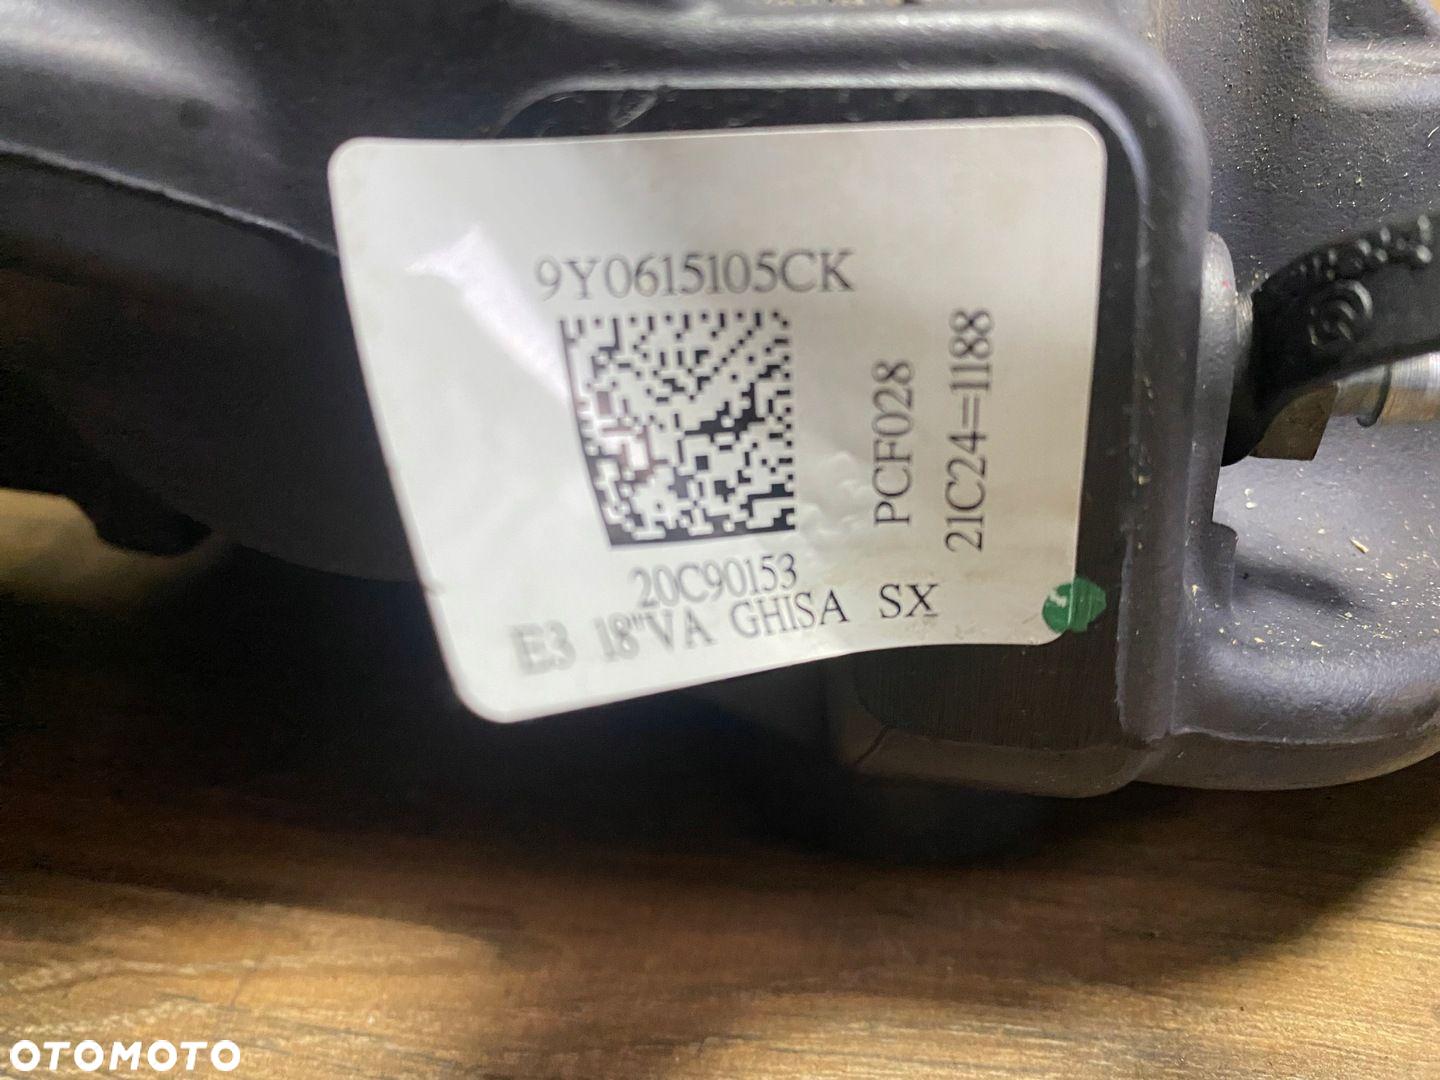 9Y0615105CK
PCF028
21C24=1188
20C90153
E3 18"VA GHISA SX
OTOMOTO